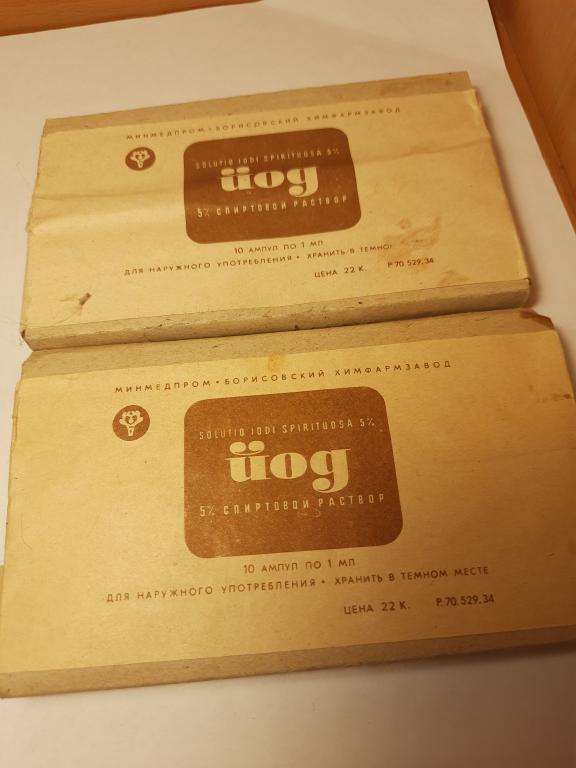 МИНМЕДПРОМ • БОРИСОВСКИЙ ХИМФАРМЗАВОД
SOLUTIO IODI SPIRITUOSA 5%
йод
5% СПИРТОВОЙ РАСТВОР
10 АМПУЛ ПО 1 МЛ
ДЛЯ НАРУЖНОГО УПОТРЕБЛЕНИЯ • ХРАНИТЬ В ТЕМНО
ЦЕНА 22 К. Р.70.529.34
МИНМЕДПРОМ • БОРИСОВСКИЙ ХИМФАРМЗАВОД
SOLUTIO IODI SPIRITUOSA 5%
йод
5% СПИРТОВОЙ РАСТВОР
10 АМПУЛ ПО 1 МЛ
ДЛЯ НАРУЖНОГО УПОТРЕБЛЕНИЯ • ХРАНИТЬ В ТЕМНОМ МЕСТЕ
ЦЕНА 22 К. Р.70.529.34